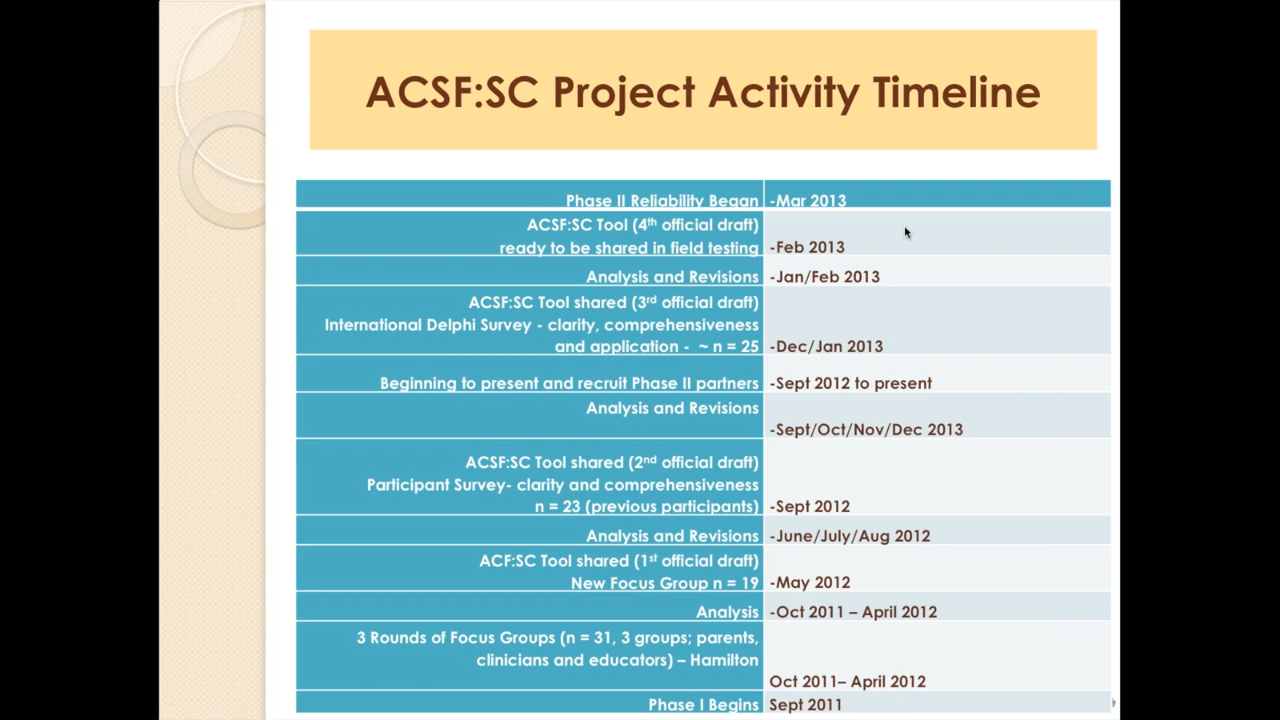 ACSF:SC Project Activity Timeline
Phase II Reliability Began -Mar 2013
ACSF:SC Tool (4th official draft)
ready to be shared in field testing -Feb 2013
Analysis and Revisions -Jan/Feb 2013
ACSF:SC Tool shared (3rd official draft)
International Delphi Survey - clarity, comprehensiveness
and application - ~ n = 25 -Dec/Jan 2013
Beginning to present and recruit Phase II partners -Sept 2012 to present
Analysis and Revisions
-Sept/Oct/Nov/Dec 2013
ACSF:SC Tool shared (2nd official draft)
Participant Survey- clarity and comprehensiveness
n = 23 (previous participants) -Sept 2012
Analysis and Revisions -June/July/Aug 2012
ACF:SC Tool shared (1st official draft)
New Focus Group n = 19 -May 2012
Analysis -Oct 2011 – April 2012
3 Rounds of Focus Groups (n = 31, 3 groups; parents,
clinicians and educators) – Hamilton
Oct 2011– April 2012
Phase I Begins Sept 2011